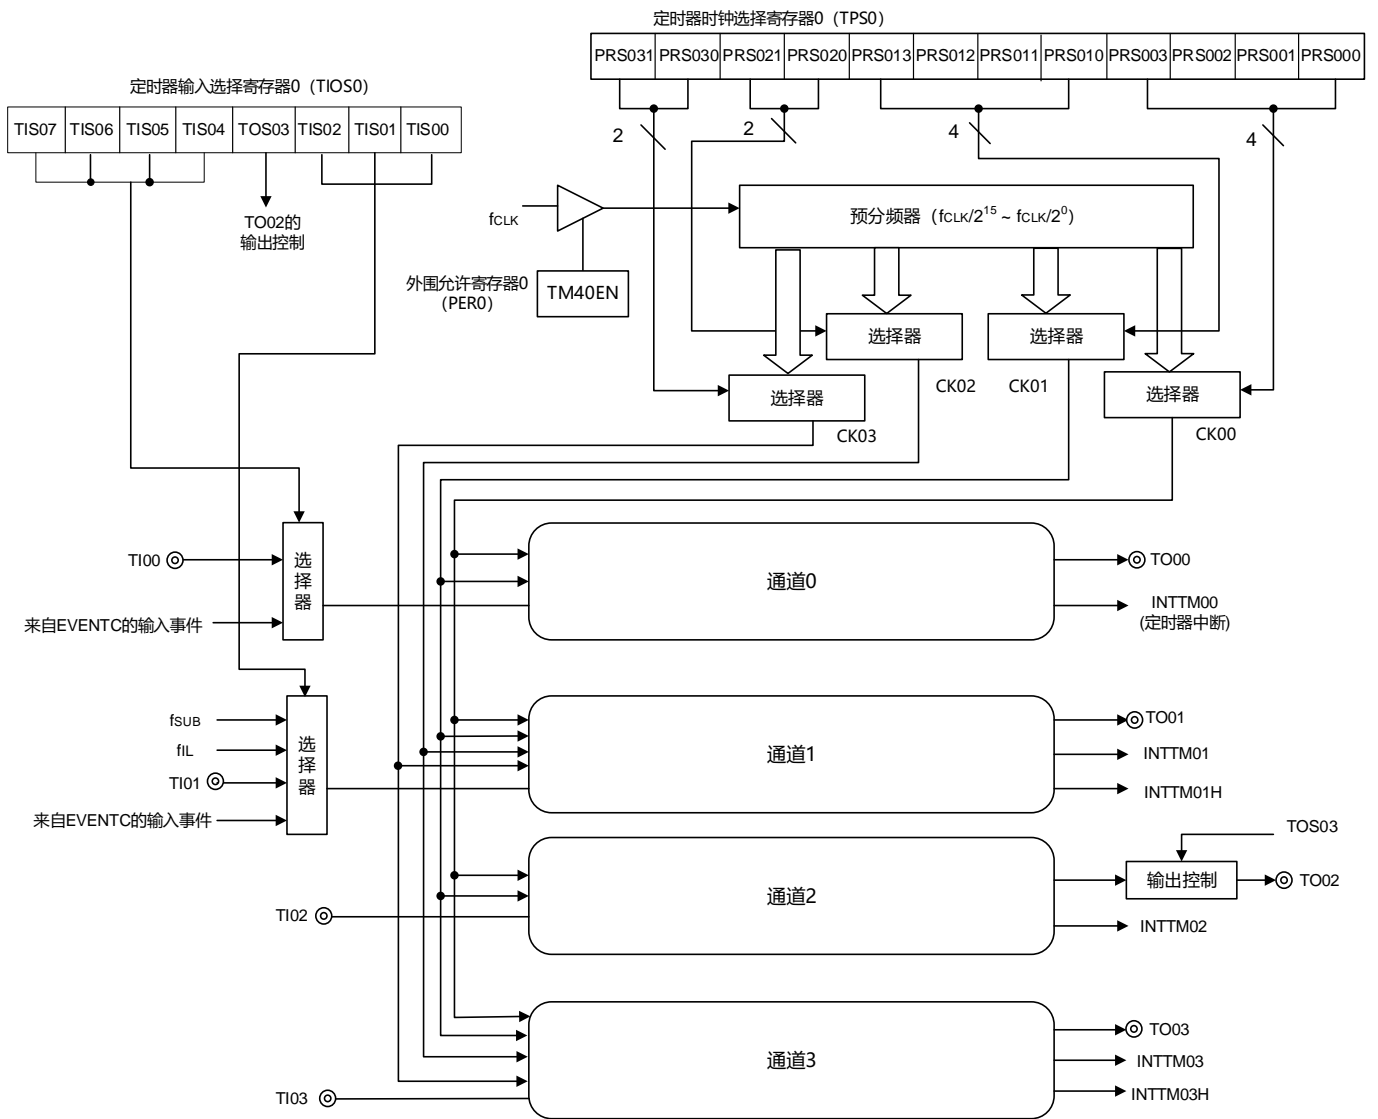 定时器时钟选择寄存器0（TPS0）
PRS031 PRS030 PRS021 PRS020 PRS013 PRS012 PRS011 PRS010 PRS003 PRS002 PRS001 PRS000
定时器输入选择寄存器0（TIOS0）
TIS07 TIS06 TIS05 TIS04 TOS03 TIS02 TIS01 TIS00
2 2 4 4
TO02的
输出控制
fCLK
预分频器（fCLK/2^15 ~ fCLK/2^0）
外围允许寄存器0
（PER0）
TM40EN
选择器
CK02
选择器
CK01
选择器
CK03
选择器
CK00
TI00
来自EVENTC的输入事件
选择器
通道0
TO00
INTTM00
(定时器中断)
fSUB
fIL
TI01
来自EVENTC的输入事件
选择器
通道1
TO01
INTTM01
INTTM01H
TI02
通道2
TOS03
输出控制
TO02
INTTM02
TI03
通道3
TO03
INTTM03
INTTM03H